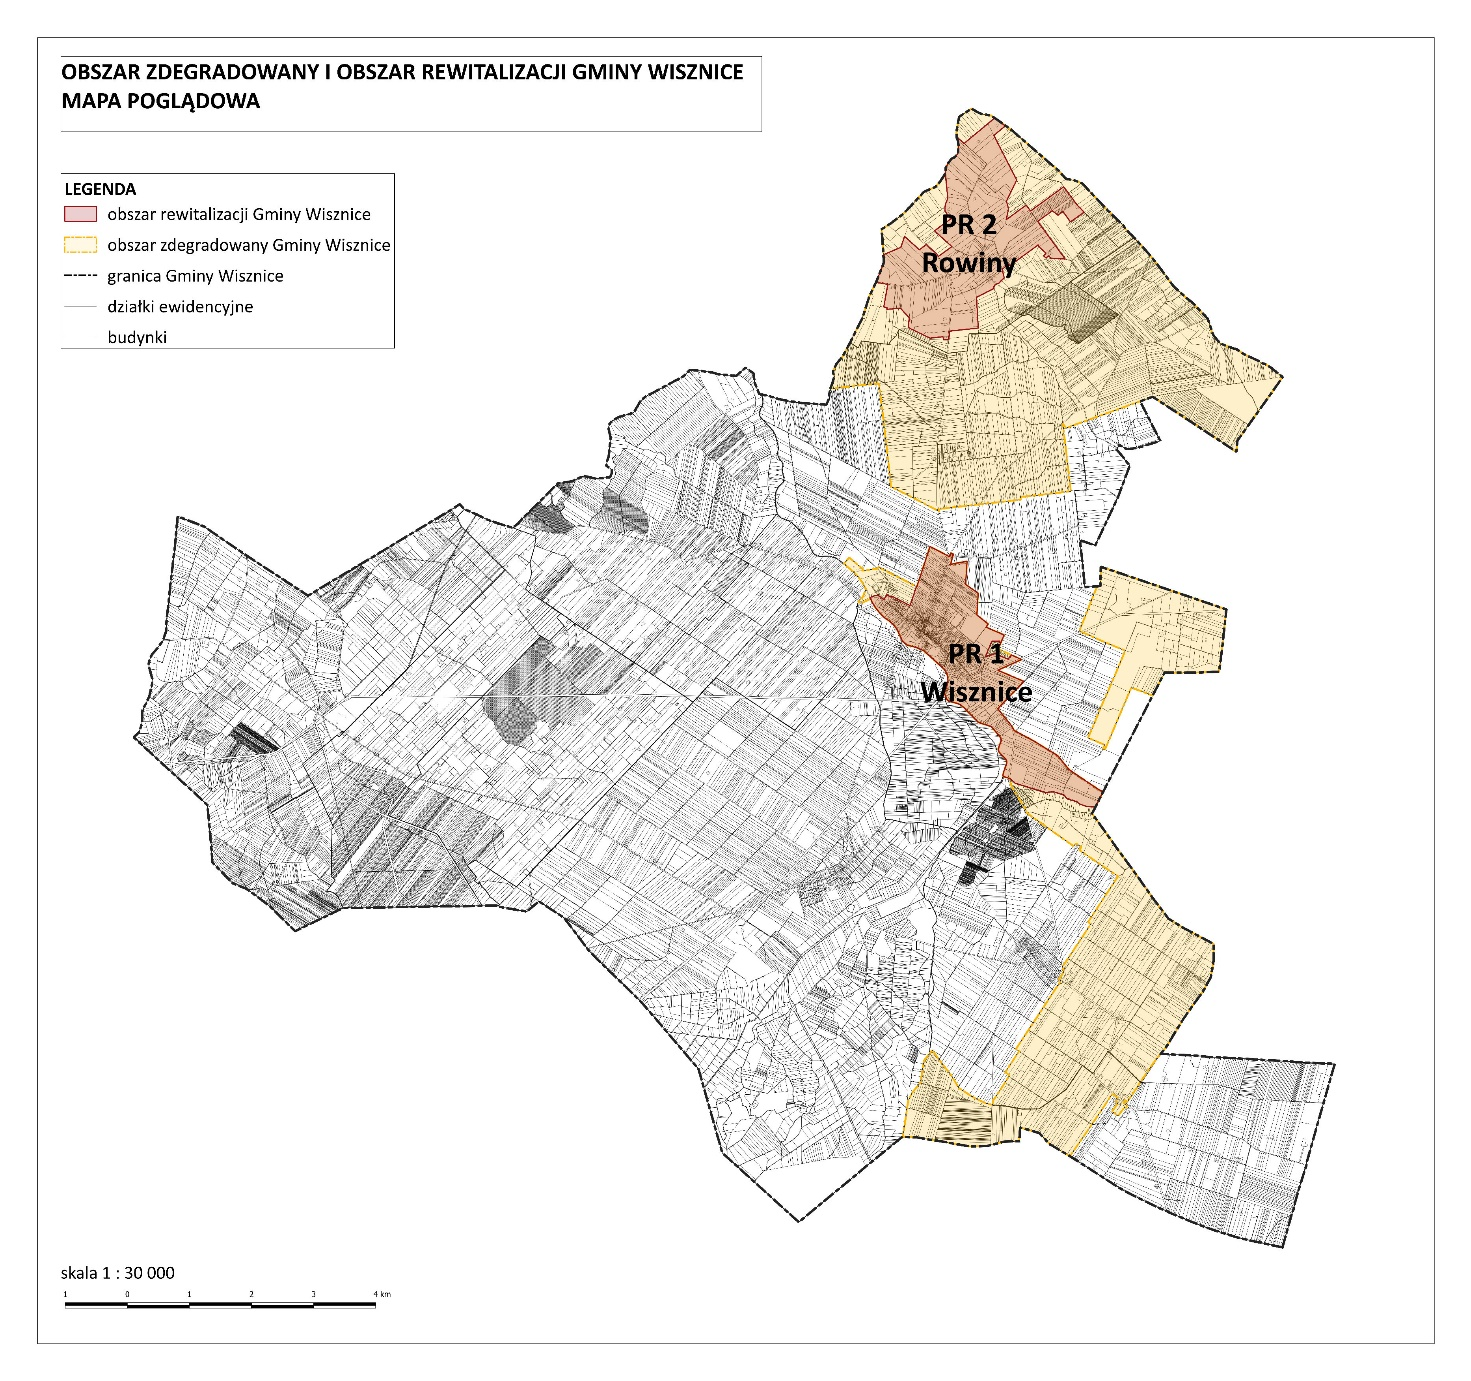 OBSZAR ZDEGRADOWANY I OBSZAR REWITALIZACJI GMINY WISZNICE
MAPA POGLĄDOWA
LEGENDA
obszar rewitalizacji Gminy Wisznice
obszar zdegradowany Gminy Wisznice
granica Gminy Wisznice
działki ewidencyjne
budynki
PR 2
Rowiny
PR 1
Wisznice
skala 1 : 30 000
1 0 1 2 3 4 km